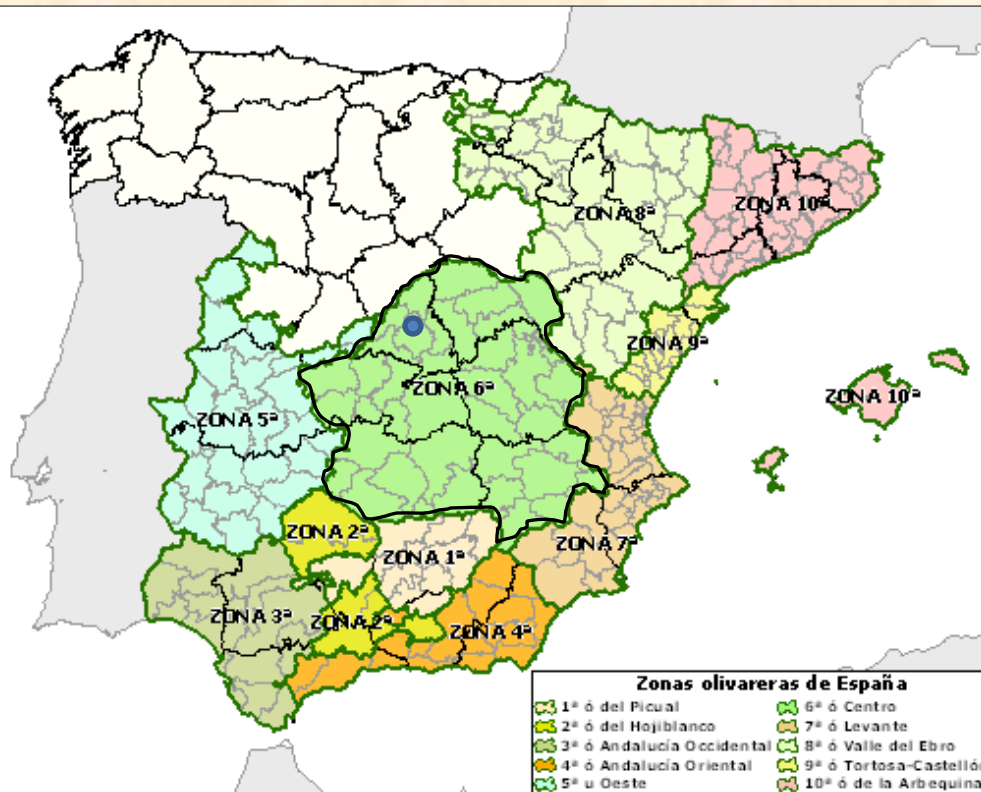 ZONA 8ª
ZONA 10ª
ZONA 9ª
ZONA 6ª
ZONA 10ª
ZONA 5ª
ZONA 2ª
ZONA 7ª
ZONA 1ª
ZONA 3ª
ZONA 2ª
ZONA 4ª
Zonas olivareras de España
1ª ó del Picual
2ª ó del Hojiblanco
3ª ó Andalucía Occidental
4ª ó Andalucía Oriental
5ª u Oeste
6ª ó Centro
7ª ó Levante
8ª ó Valle del Ebro
9ª ó Tortosa-Castelló
10ª ó de la Arbequina